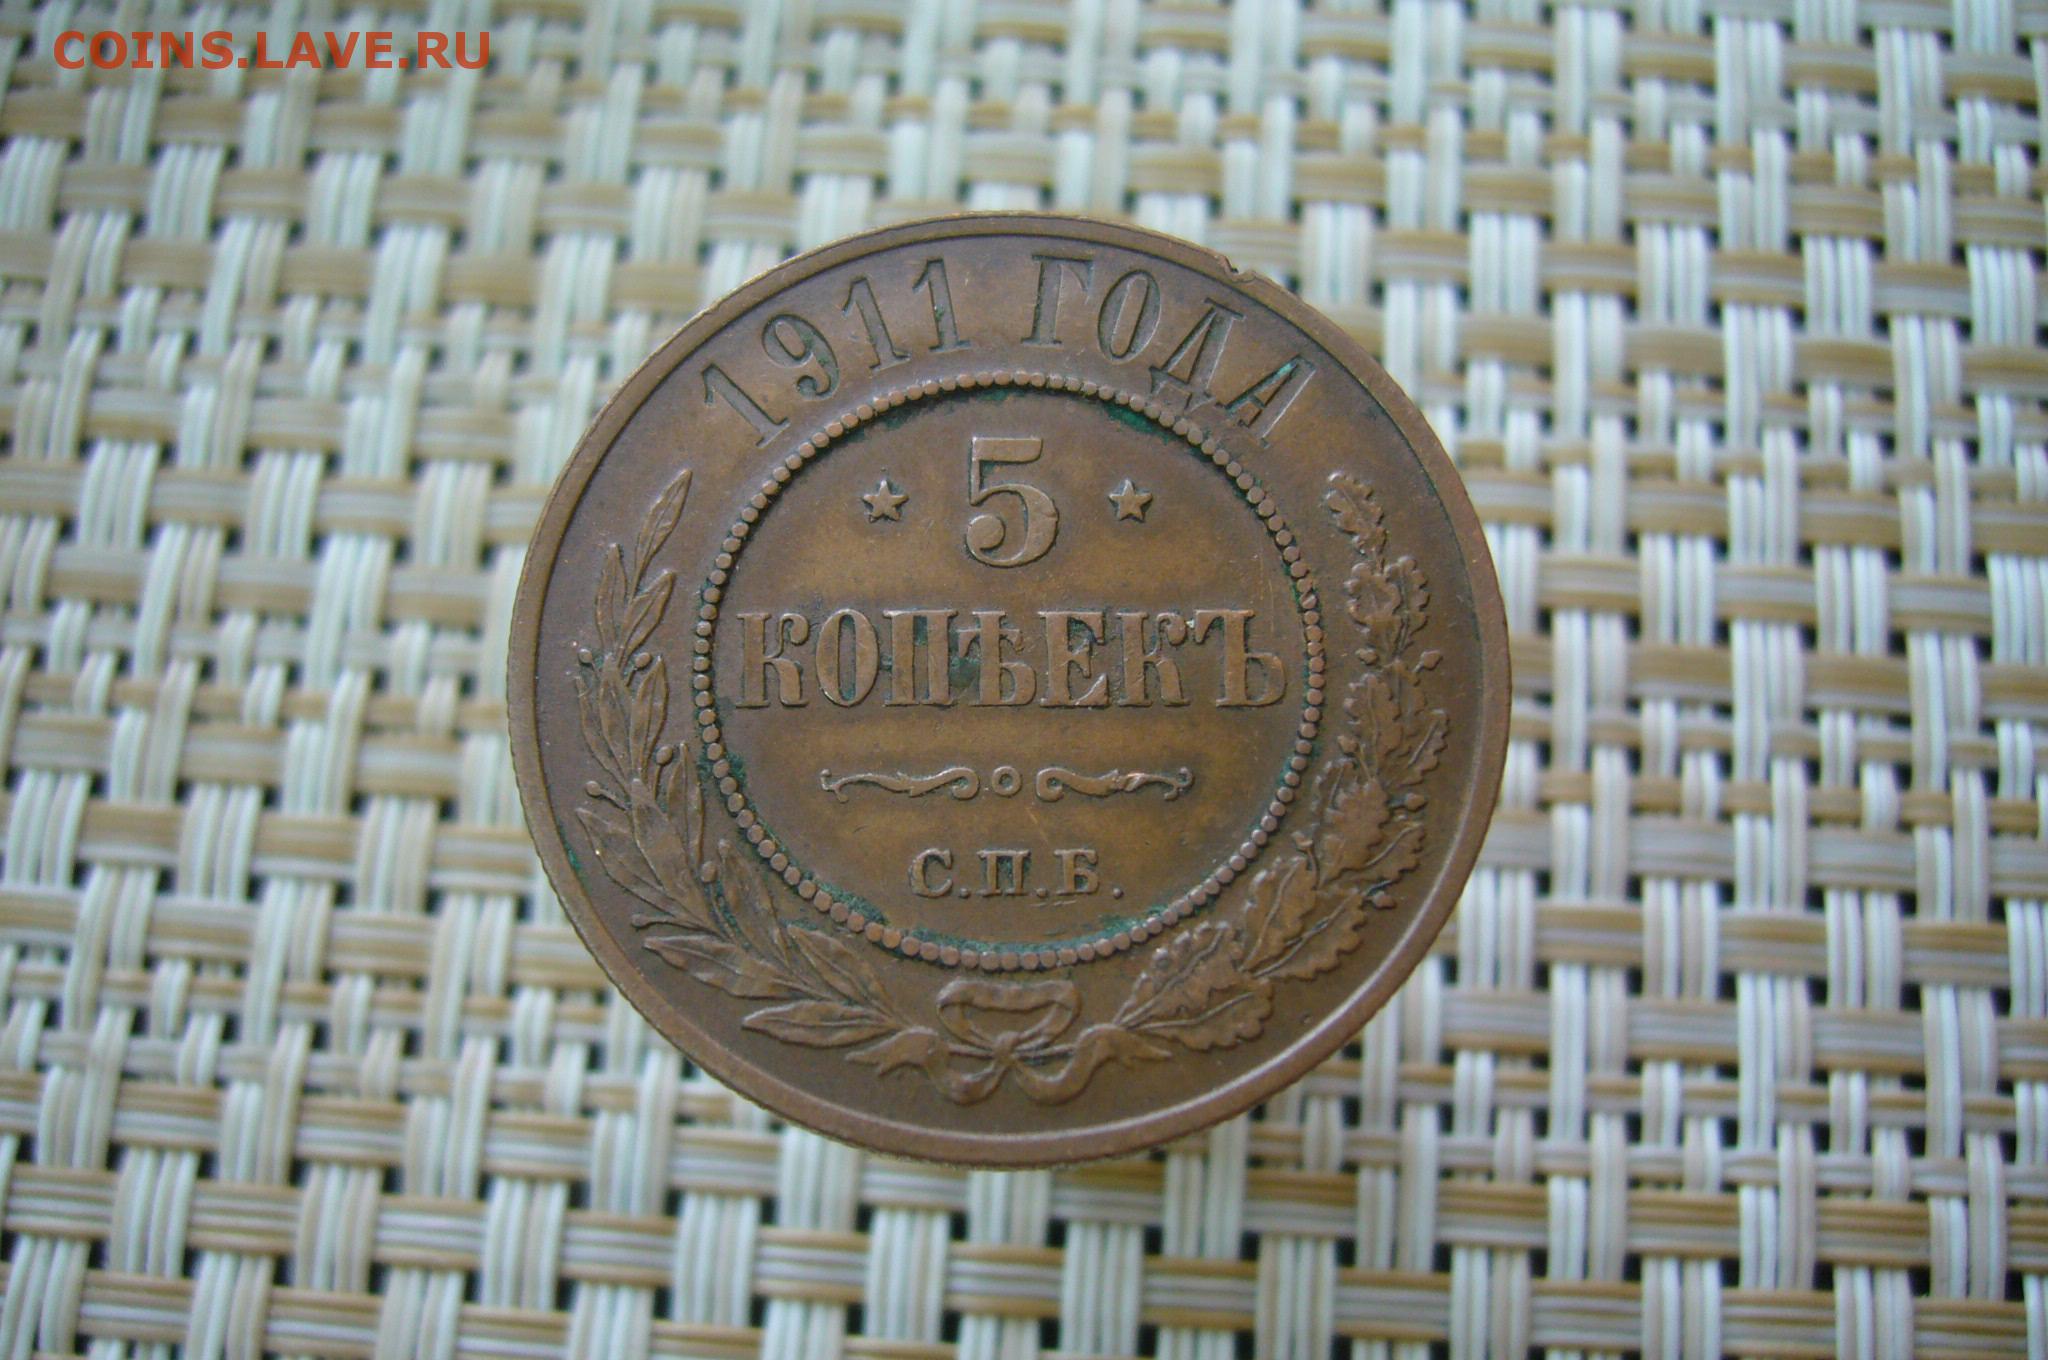 COINS.LAVE.RU
1911 ГОДА
5
КОПѢЕКЪ
С.П.Б.